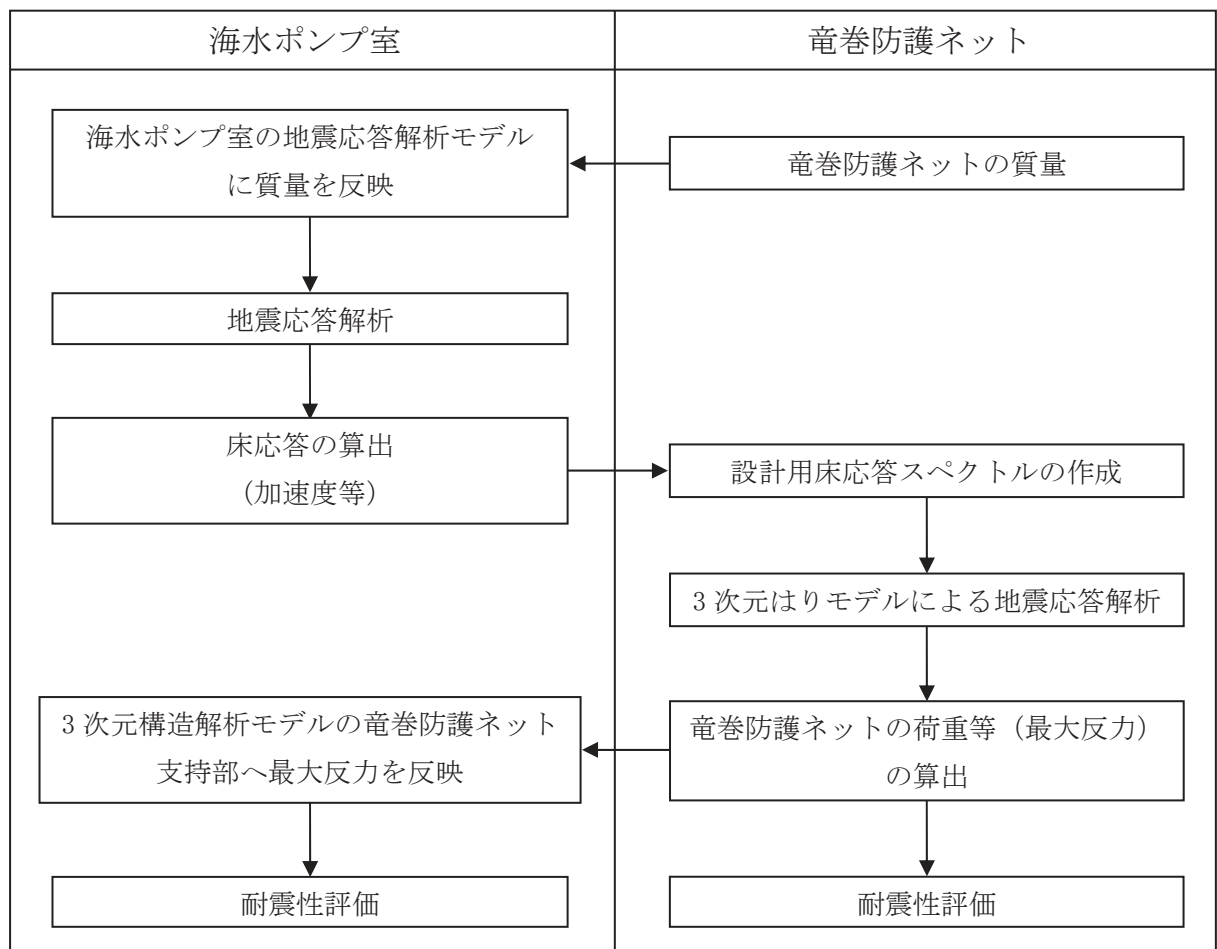 海水ポンプ室
竜巻防護ネット
海水ポンプ室の地震応答解析モデル
に質量を反映
竜巻防護ネットの質量
地震応答解析
床応答の算出
（加速度等）
設計用床応答スペクトルの作成
3次元はりモデルによる地震応答解析
竜巻防護ネットの荷重等（最大反力）
の算出
3次元構造解析モデルの竜巻防護ネット
支持部へ最大反力を反映
耐震性評価
耐震性評価